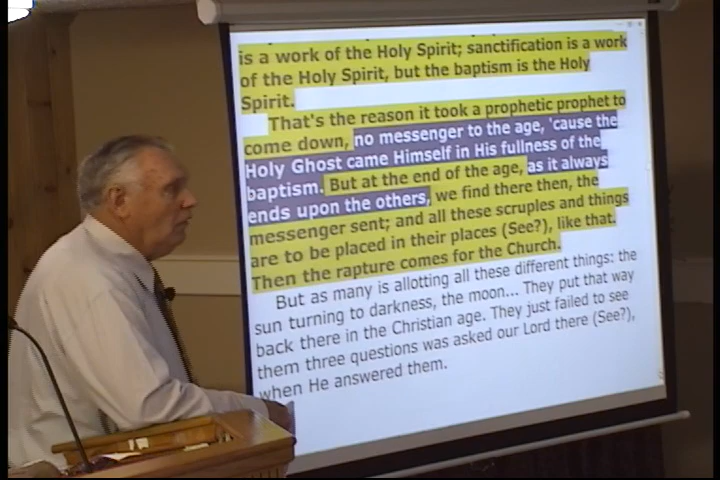 is a work of the Holy Spirit; sanctification is a work
of the Holy Spirit, but the baptism is the Holy
Spirit.
That's the reason it took a prophetic prophet to
come down, no messenger to the age, 'cause the
Holy Ghost came Himself in His fullness of the
baptism. But at the end of the age, as it always
ends upon the others, we find there then, the
messenger sent; and all these scruples and things
are to be placed in their places (See?), like that.
Then the rapture comes for the Church.
But as many is allotting all these different things: the
sun turning to darkness, the moon... They put that way
back there in the Christian age. They just failed to see
them three questions was asked our Lord there (See?),
when He answered them.